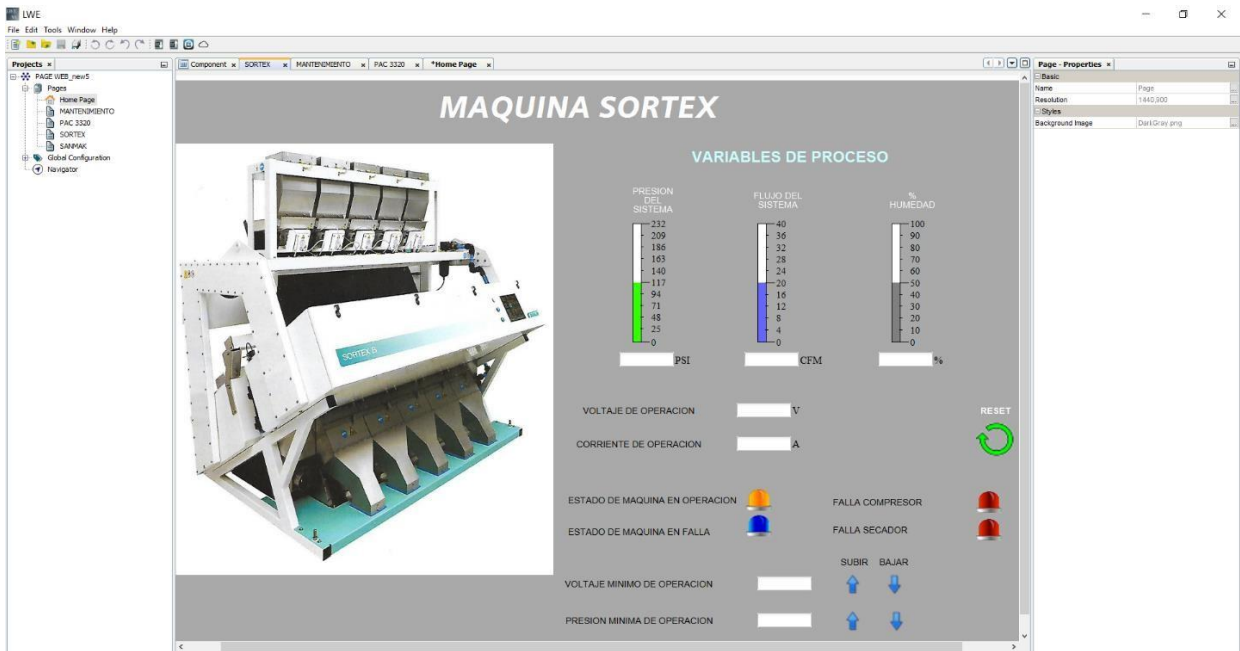 LWE
File Edit Tools Window Help
Projects
PAGE WEB_new5
Pages
Home Page
MANTENIMIENTO
PAC 3320
SORTEX
SANMAK
Global Configuration
Navigator
Component SORTEX MANTENIMIENTO PAC 3320 *Home Page
MAQUINA SORTEX
SORTEX B
VARIABLES DE PROCESO
PRESION
DEL
SISTEMA
232
209
186
163
140
117
94
71
48
25
0
PSI
FLUJO DEL
SISTEMA
40
36
32
28
24
20
16
12
8
4
0
CFM
%
HUMEDAD
100
90
80
70
60
50
40
30
20
10
0
%
VOLTAJE DE OPERACION V
CORRIENTE DE OPERACION A
RESET
ESTADO DE MAQUINA EN OPERACION
ESTADO DE MAQUINA EN FALLA
FALLA COMPRESOR
FALLA SECADOR
SUBIR BAJAR
VOLTAJE MINIMO DE OPERACION
PRESION MINIMA DE OPERACION
Page - Properties
Basic
Name Page
Resolution 1440,900
Styles
Background Image DarkGray.png